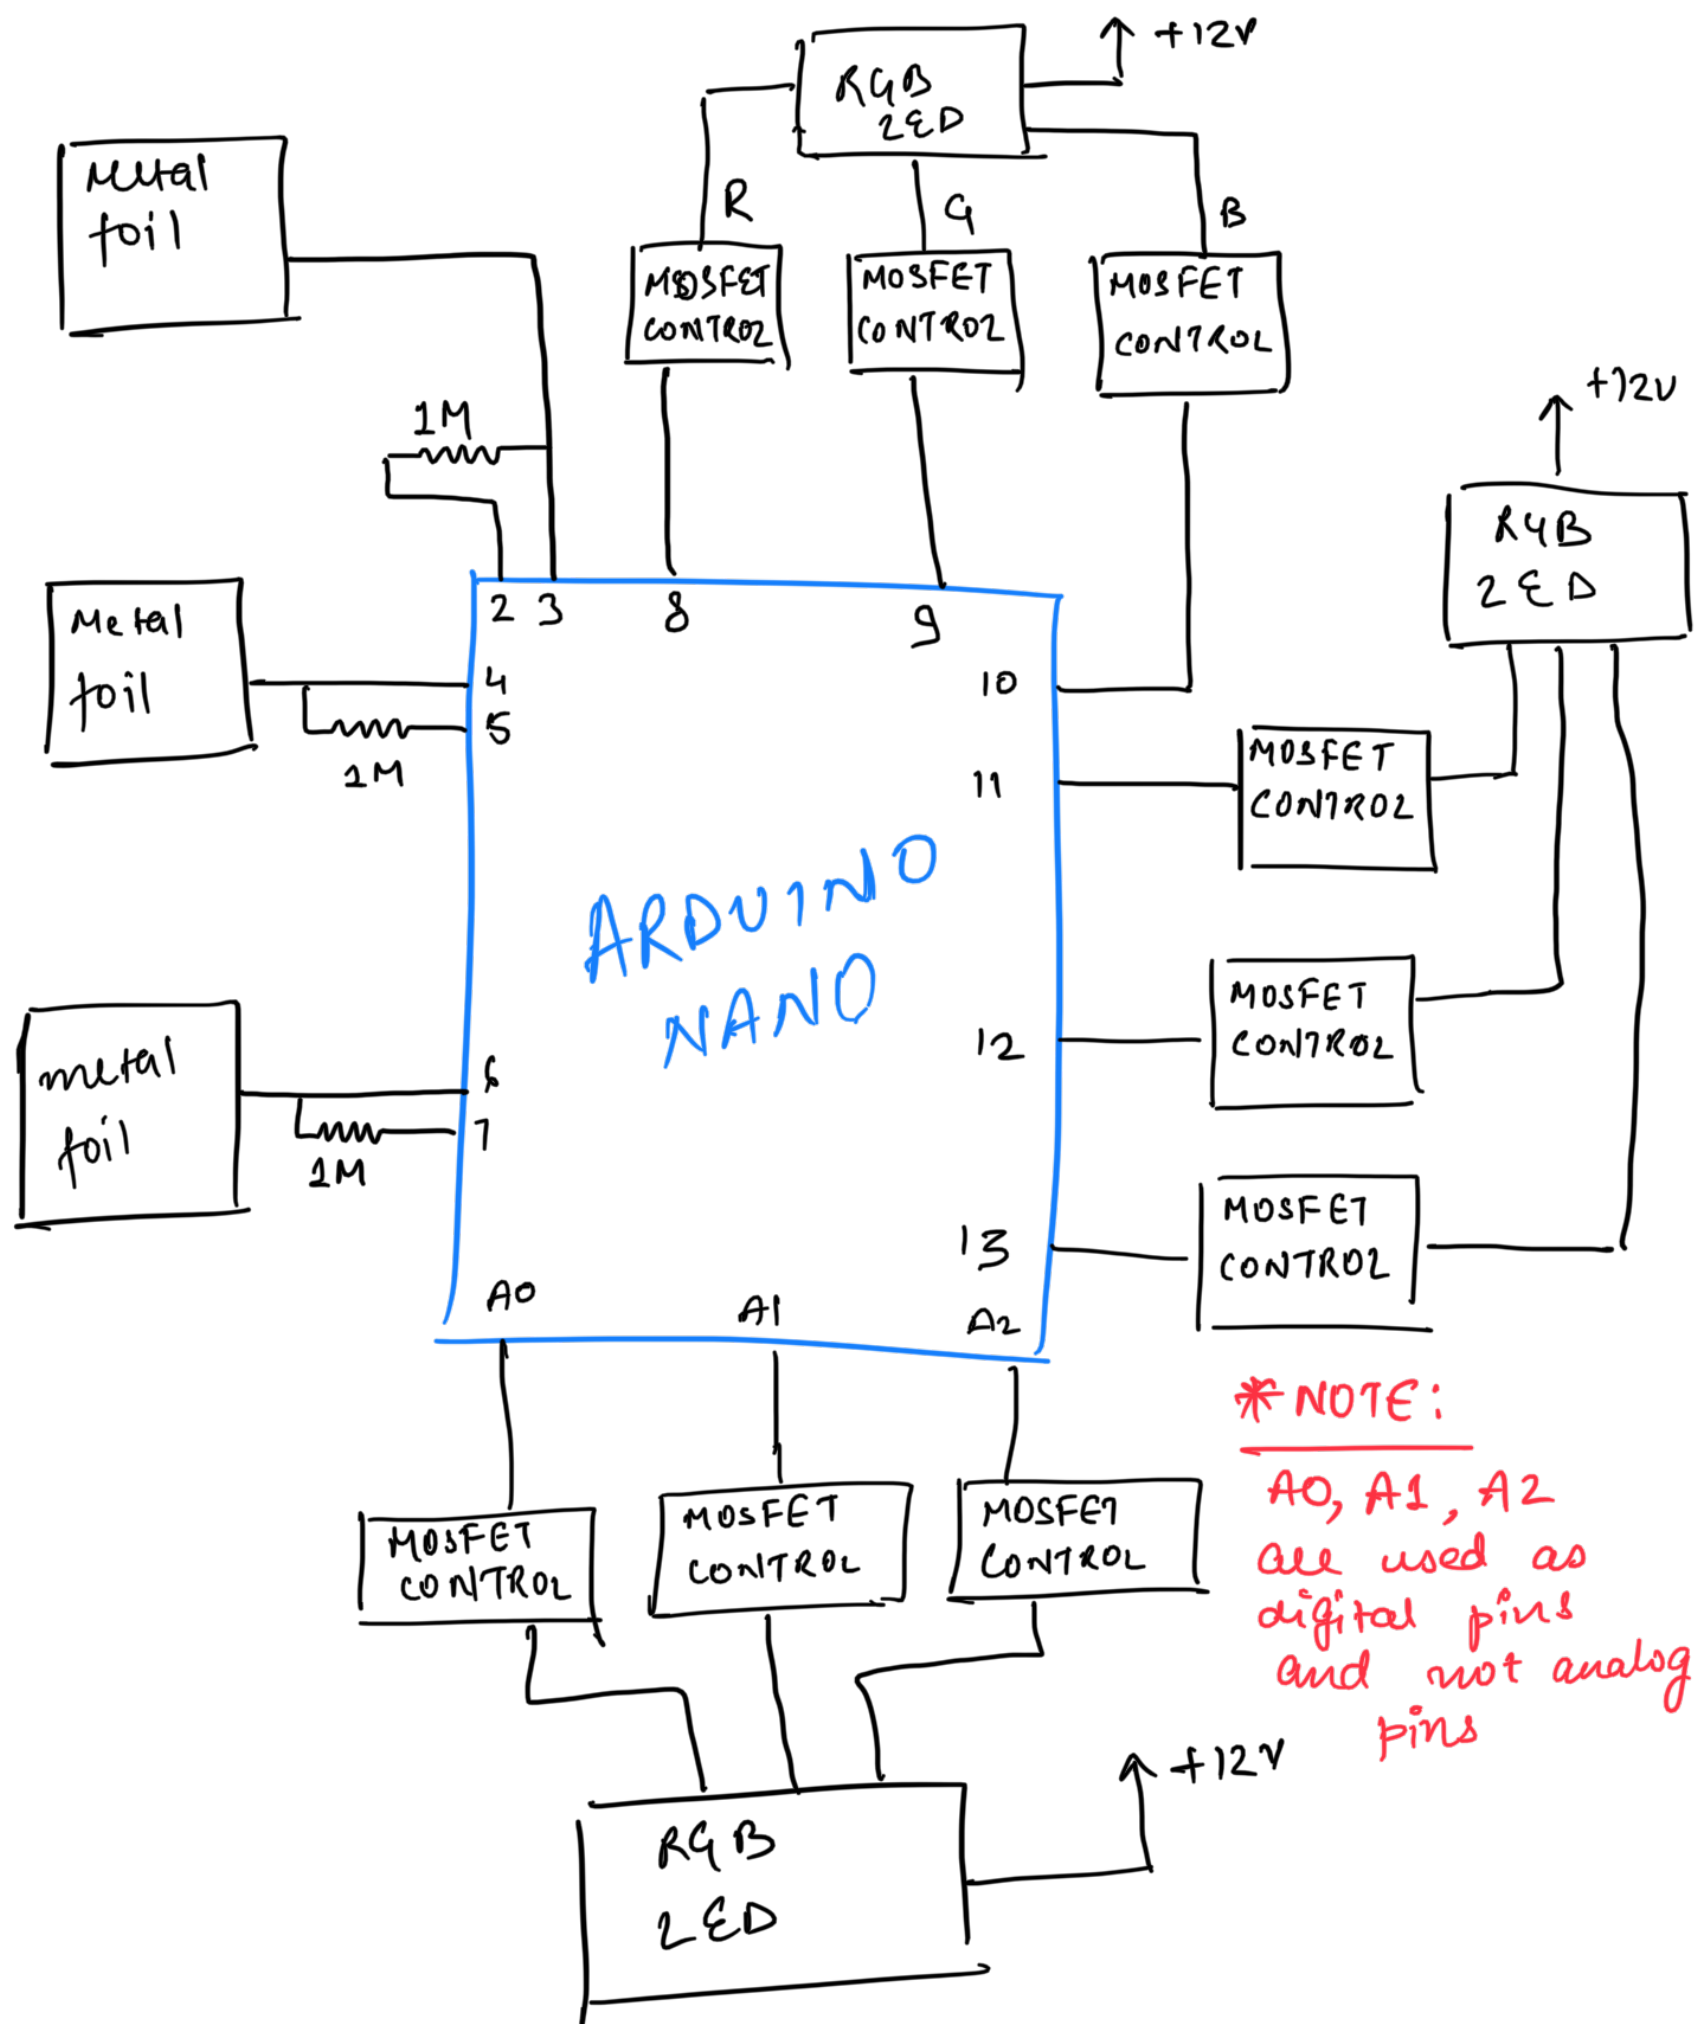 +12V
RGB
LED
Metal
foil
R
G
B
MOSFET
CONTROL
MOSFET
CONTROL
MOSFET
CONTROL
+12V
1M
RGB
LED
2 3 8 9
Metal
foil
4
5
1M
10
11
MOSFET
CONTROL
ARDUINO
NANO
MOSFET
CONTROL
12
metal
foil
6
7
1M
MOSFET
CONTROL
13
A0 A1 A2
* NOTE:
A0, A1, A2
are used as
digital pins
and not analog
pins
MOSFET
CONTROL
MOSFET
CONTROL
MOSFET
CONTROL
+12V
RGB
LED